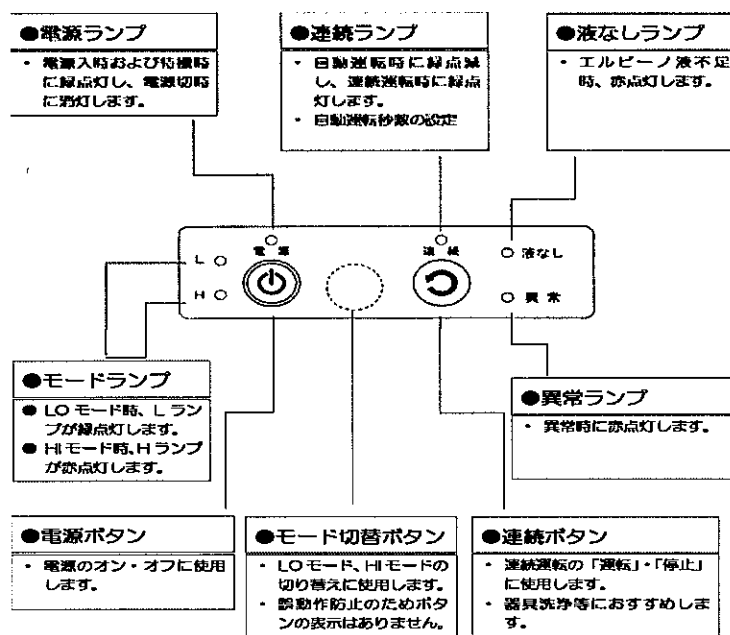 ●電源ランプ
・ 電源入時および待機時
に緑点灯し、電源切時
に消灯します。
●連続ランプ
・ 自動運転時に緑点滅
し、連続運転時に緑点
灯します。
・ 自動運転秒数の設定
●液なしランプ
・ エルビーノ液不足
時、赤点灯します。
電源
連続
L
H
液なし
異常
●モードランプ
● LO モード時、L ラン
プが緑点灯します。
● HI モード時、H ランプ
が赤点灯します。
●異常ランプ
・ 異常時に赤点灯します。
●電源ボタン
・ 電源のオン・オフに使用
します。
●モード切替ボタン
・ LO モード、HI モードの
切り替えに使用します。
・ 誤動作防止のためボタ
ンの表示はありません。
●連続ボタン
・ 連続運転の「運転」・「停止」
に使用します。
・ 器具洗浄等におすすめしま
す。